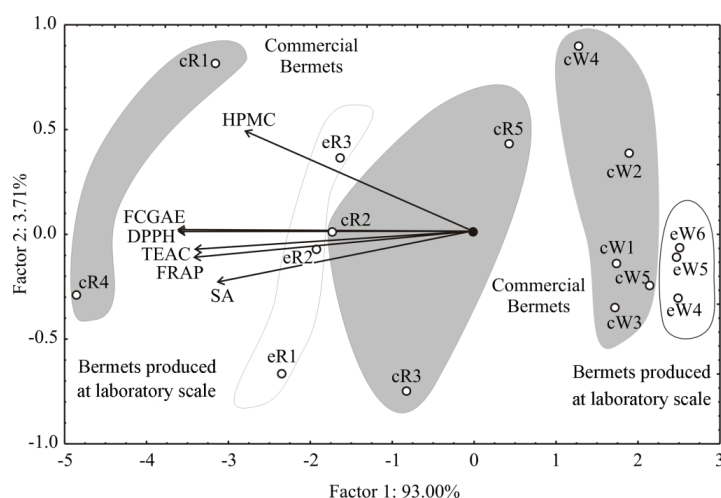 1.0
0.5
0.0
-0.5
-1.0
Factor 2: 3.71%
cR1
Commercial
Bermets
cW4
HPMC
eR3
cR5
cW2
FCGAE
DPPH
TEAC
FRAP
SA
cR2
eR2
eW6
eW5
eW4
cW1
cW5
cW3
cR4
Commercial
Bermets
Bermets produced
at laboratory scale
eR1
cR3
Bermets produced
at laboratory scale
-5
-4
-3
-2
-1
0
1
2
3
Factor 1: 93.00%